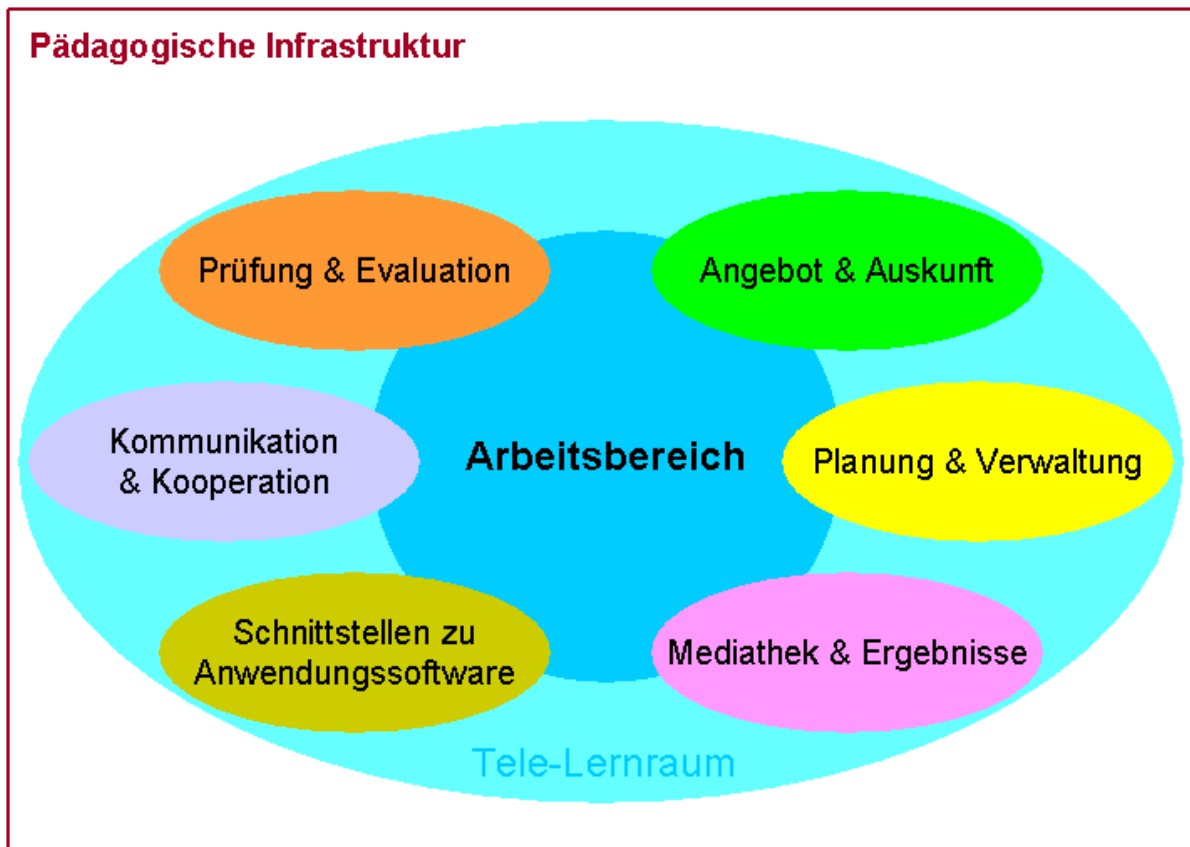 Pädagogische Infrastruktur
Prüfung & Evaluation
Angebot & Auskunft
Kommunikation
& Kooperation
Arbeitsbereich
Planung & Verwaltung
Schnittstellen zu
Anwendungssoftware
Mediathek & Ergebnisse
Tele-Lernraum